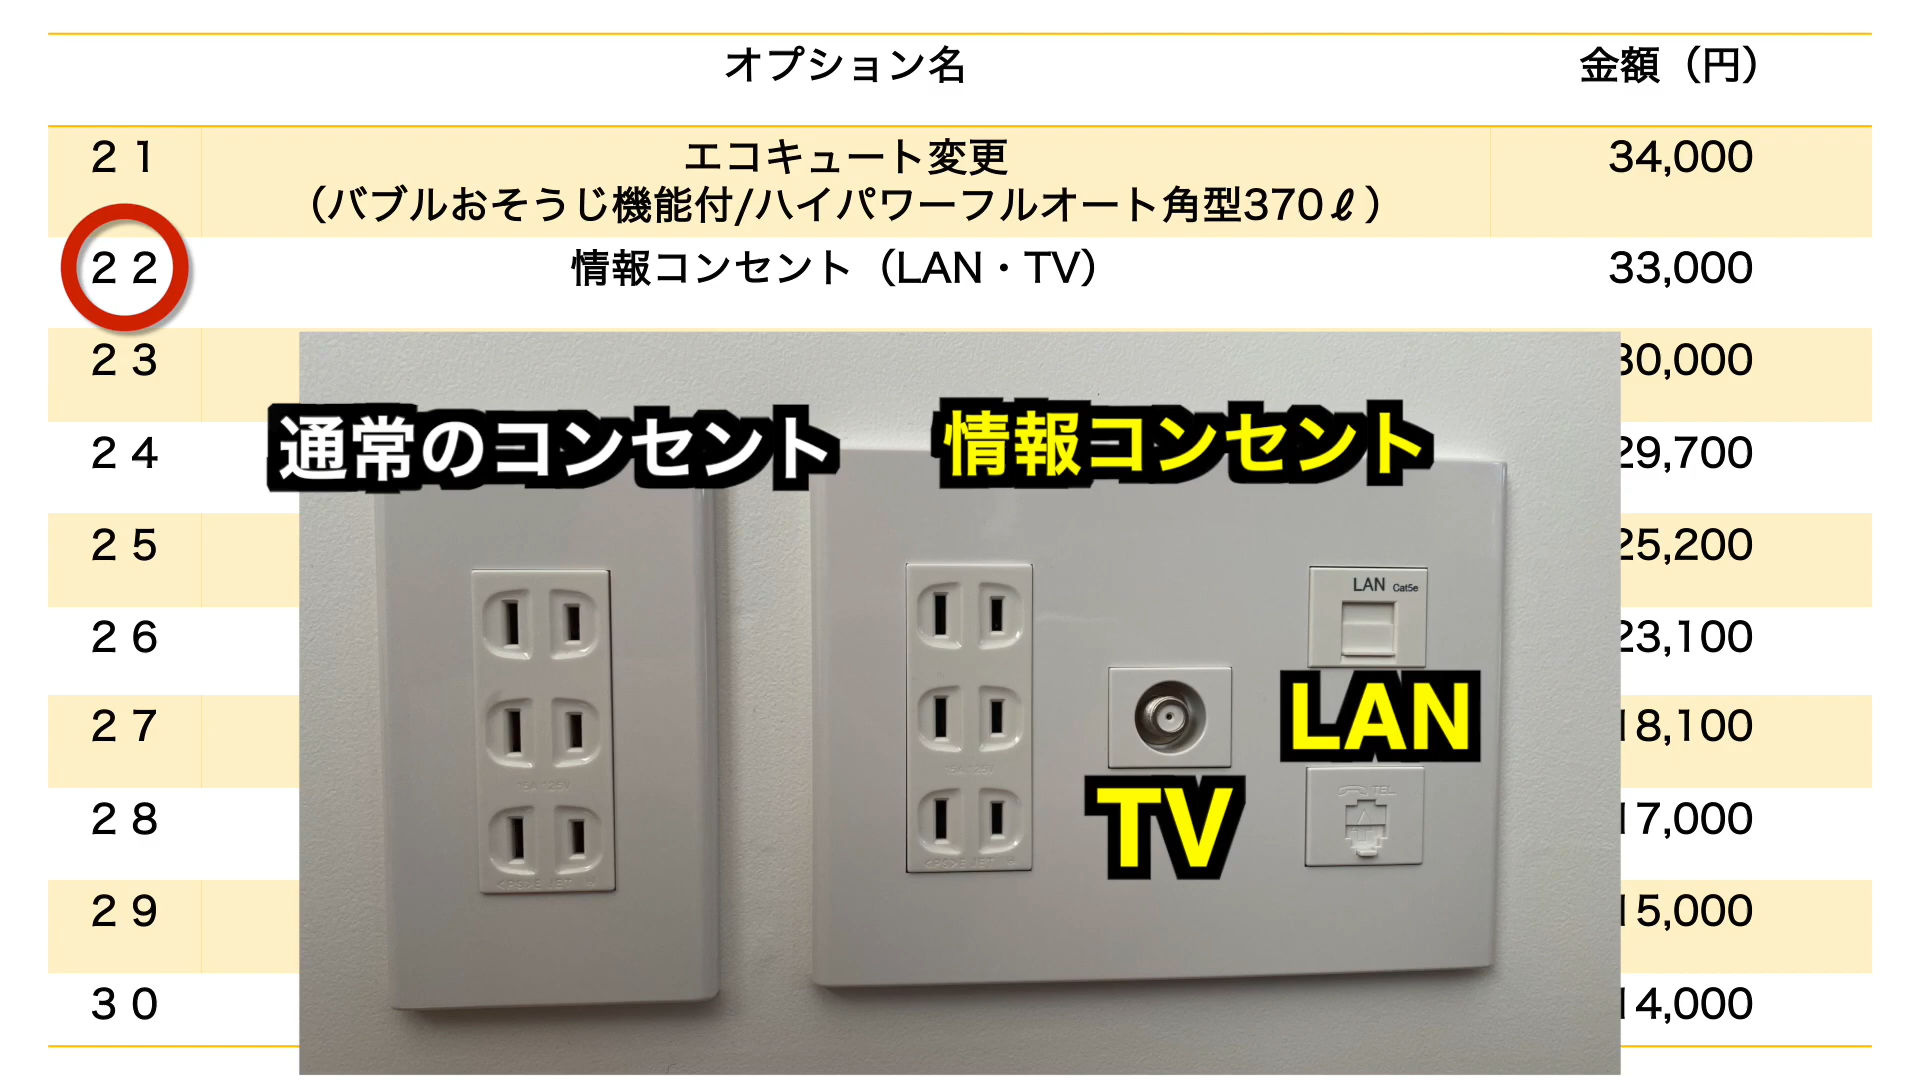 オプション名 金額（円）
２１ エコキュート変更 34,000
（バブルおそうじ機能付/ハイパワーフルオート角型370ℓ）
２２ 情報コンセント（LAN・TV） 33,000
２３ 30,000
２４ 29,700
２５ 25,200
２６ 23,100
２７ 18,100
２８ 17,000
２９ 15,000
３０ 14,000
通常のコンセント
情報コンセント
LAN Cat5e
LAN
TV
TEL
15A 125V
15A 125V